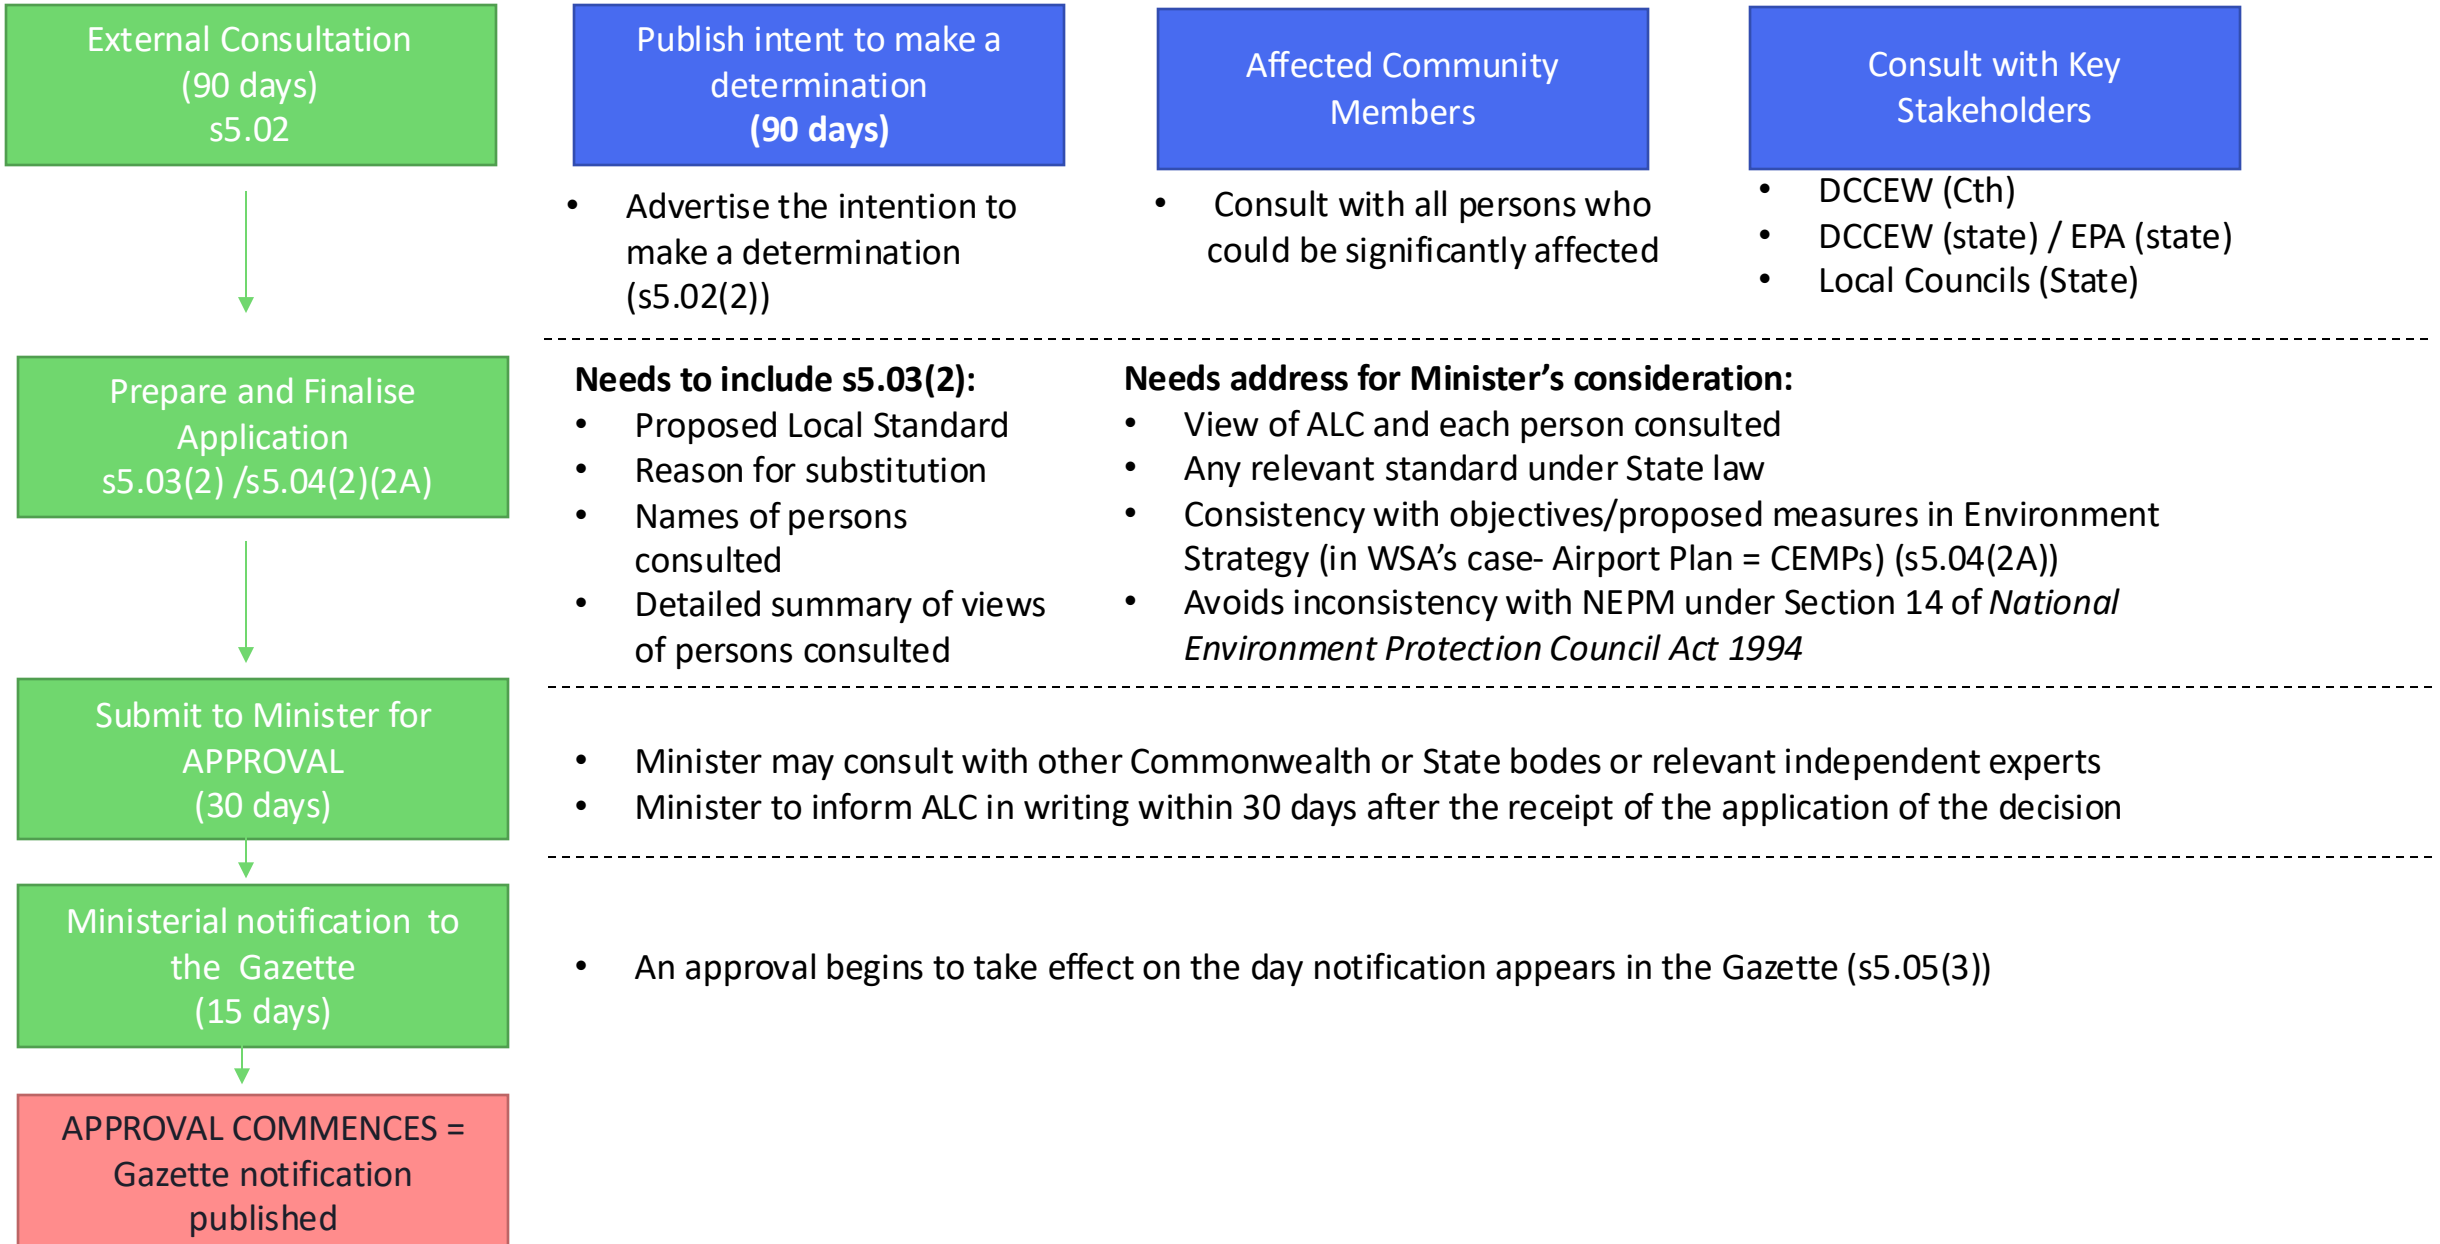 External Consultation
(90 days)
s5.02
Publish intent to make a
determination
(90 days)
Affected Community
Members
Consult with Key
Stakeholders
• Advertise the intention to
make a determination
(s5.02(2))
• Consult with all persons who
could be significantly affected
• DCCEW (Cth)
• DCCEW (state) / EPA (state)
• Local Councils (State)
Prepare and Finalise
Application
s5.03(2) /s5.04(2)(2A)
Needs to include s5.03(2):
• Proposed Local Standard
• Reason for substitution
• Names of persons
consulted
• Detailed summary of views
of persons consulted
Needs address for Minister’s consideration:
• View of ALC and each person consulted
• Any relevant standard under State law
• Consistency with objectives/proposed measures in Environment
Strategy (in WSA’s case- Airport Plan = CEMPs) (s5.04(2A))
• Avoids inconsistency with NEPM under Section 14 of National
Environment Protection Council Act 1994
Submit to Minister for
APPROVAL
(30 days)
• Minister may consult with other Commonwealth or State bodes or relevant independent experts
• Minister to inform ALC in writing within 30 days after the receipt of the application of the decision
Ministerial notification to
the Gazette
(15 days)
• An approval begins to take effect on the day notification appears in the Gazette (s5.05(3))
APPROVAL COMMENCES =
Gazette notification
published